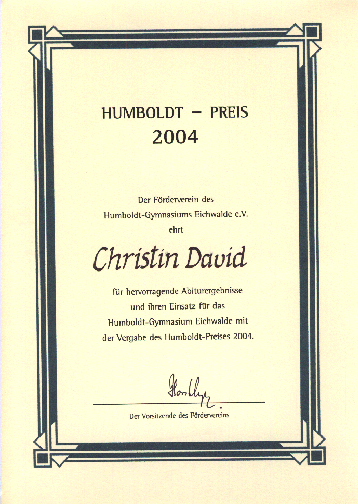 HUMBOLDT – PREIS
2004
Der Förderverein des
Humboldt-Gymnasiums Eichwalde e.V.
ehrt
Christin David
für hervorragende Abiturergebnisse
und ihren Einsatz für das
Humboldt-Gymnasium Eichwalde mit
der Vergabe des Humboldt-Preises 2004.
Der Vorsitzende des Fördervereins